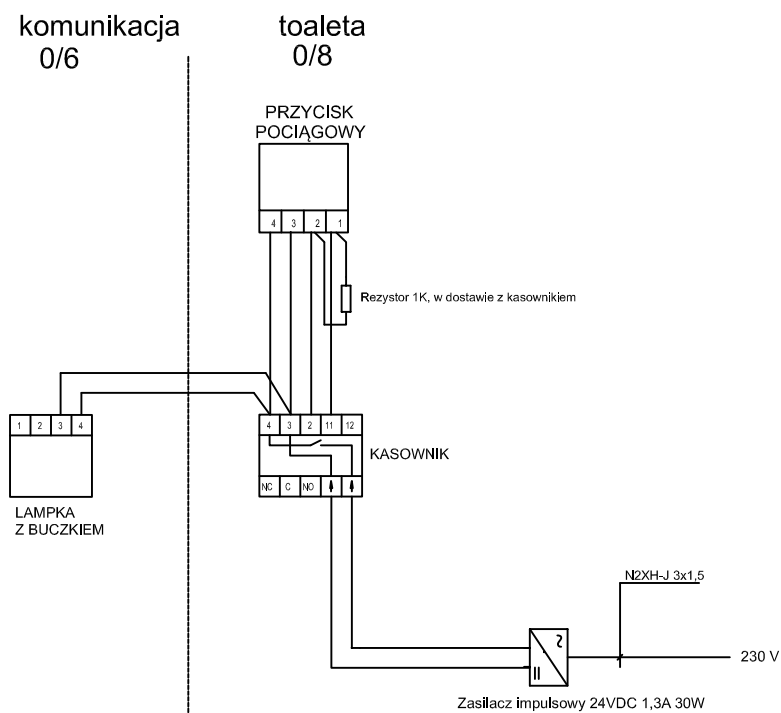 komunikacja
0/6
toaleta
0/8
PRZYCISK
POCIĄGOWY
4 3 2 1
Rezystor 1K, w dostawie z kasownikiem
1 2 3 4
LAMPKA
Z BUCZKIEM
4 3 2 11 12
KASOWNIK
NC C NO
N2XH-J 3x1,5
230 V
Zasilacz impulsowy 24VDC 1,3A 30W